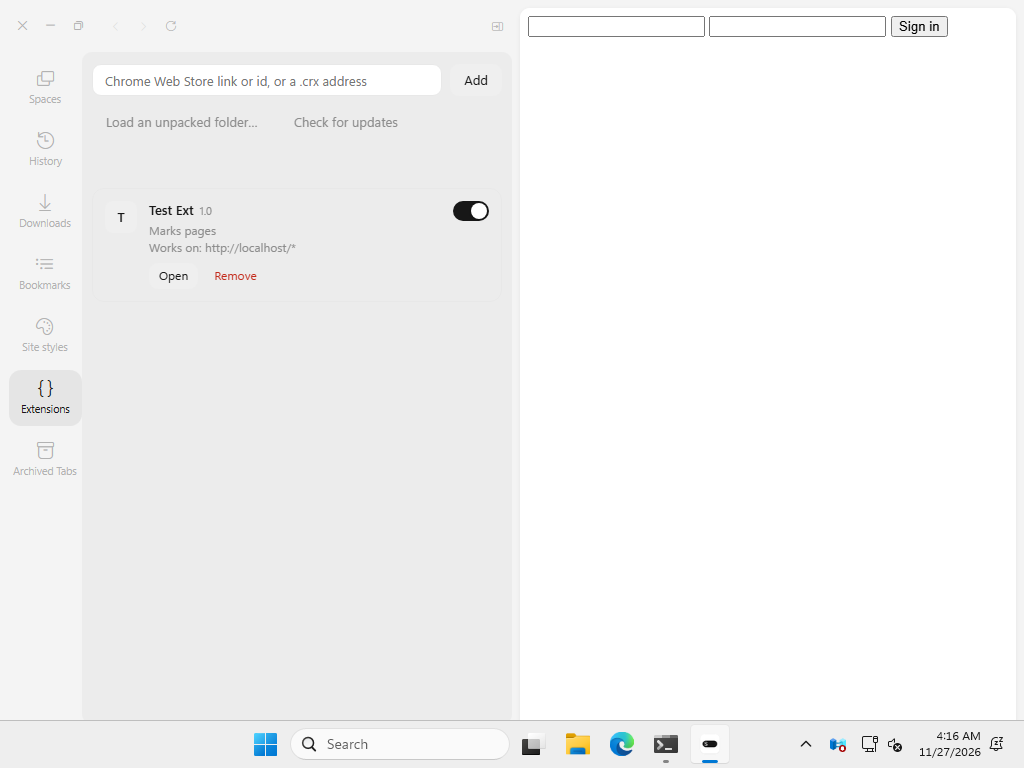 Sign in
Spaces
History
Downloads
Bookmarks
Site styles
{ }
Extensions
Archived Tabs
Chrome Web Store link or id, or a .crx address
Add
Load an unpacked folder...
Check for updates
T
Test Ext 1.0
Marks pages
Works on: http://localhost/*
Open
Remove
Search
4:16 AM
11/27/2026